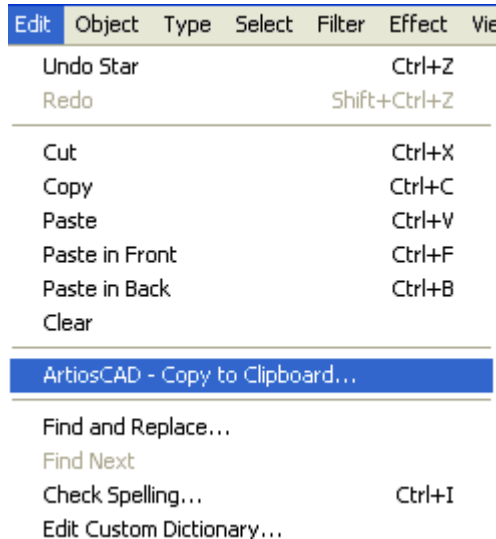 Edit Object Type Select Filter Effect Vie
Undo Star Ctrl+Z
Redo Shift+Ctrl+Z
Cut Ctrl+X
Copy Ctrl+C
Paste Ctrl+V
Paste in Front Ctrl+F
Paste in Back Ctrl+B
Clear
ArtiosCAD - Copy to Clipboard...
Find and Replace...
Find Next
Check Spelling... Ctrl+I
Edit Custom Dictionary...